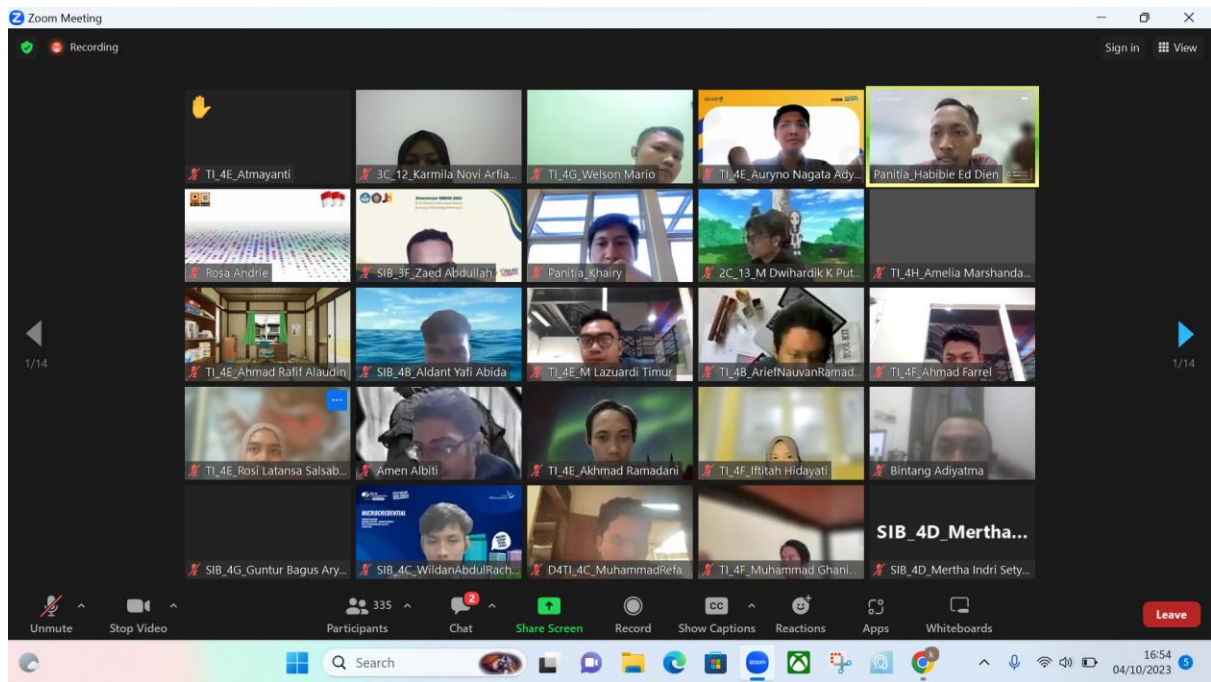 Zoom Meeting
Recording
Sign in
View
TI_4E_Atmayanti
3C_12_Karmila Novi Arfia...
TI_4G_Welson Mario
TI_4E_Auryno Nagata Ady...
Panitia_Habibie Ed Dien
Rosa Andrie
SIB_3F_Zaed Abdullah
Panitia_Khairy
2C_13_M Dwihardik K Put...
TI_4H_Amelia Marshanda...
1/14
1/14
TI_4E_Ahmad Rafif Alaudin
SIB_4B_Aldant Yafi Abida
TI_4E_M Lazuardi Timur
TOOL KIT
TI_4B_AriefNauvanRamad...
TI_4F_Ahmad Farrel
TI_4E_Rosi Latansa Salsab...
Amen Albiti
TI_4E_Akhmad Ramadani
TI_4F_Iftitah Hidayati
Bintang Adiyatma
MICROCREDENTIAL
SIB_4D_Mertha...
SIB_4G_Guntur Bagus Ary...
SIB_4C_WildanAbdulRach...
D4TI_4C_MuhammadRefa...
TI_4F_Muhammad Ghani...
SIB_4D_Mertha Indri Sety...
Unmute
Stop Video
335
Participants
2
Chat
Share Screen
Record
CC
Show Captions
Reactions
Apps
Whiteboards
Leave
Search
zoom
16:54
04/10/2023
5